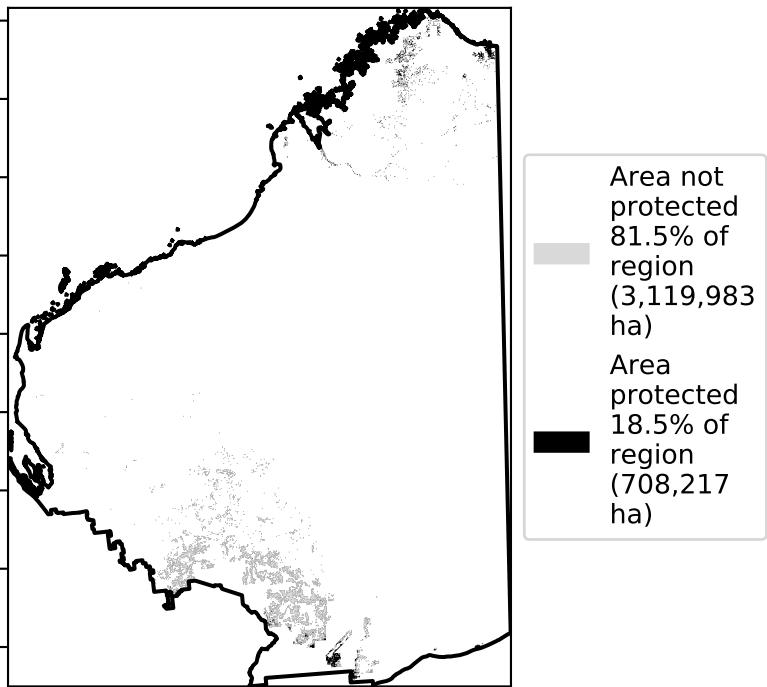 Area not
protected
81.5% of
region
(3,119,983
ha)
Area
protected
18.5% of
region
(708,217
ha)